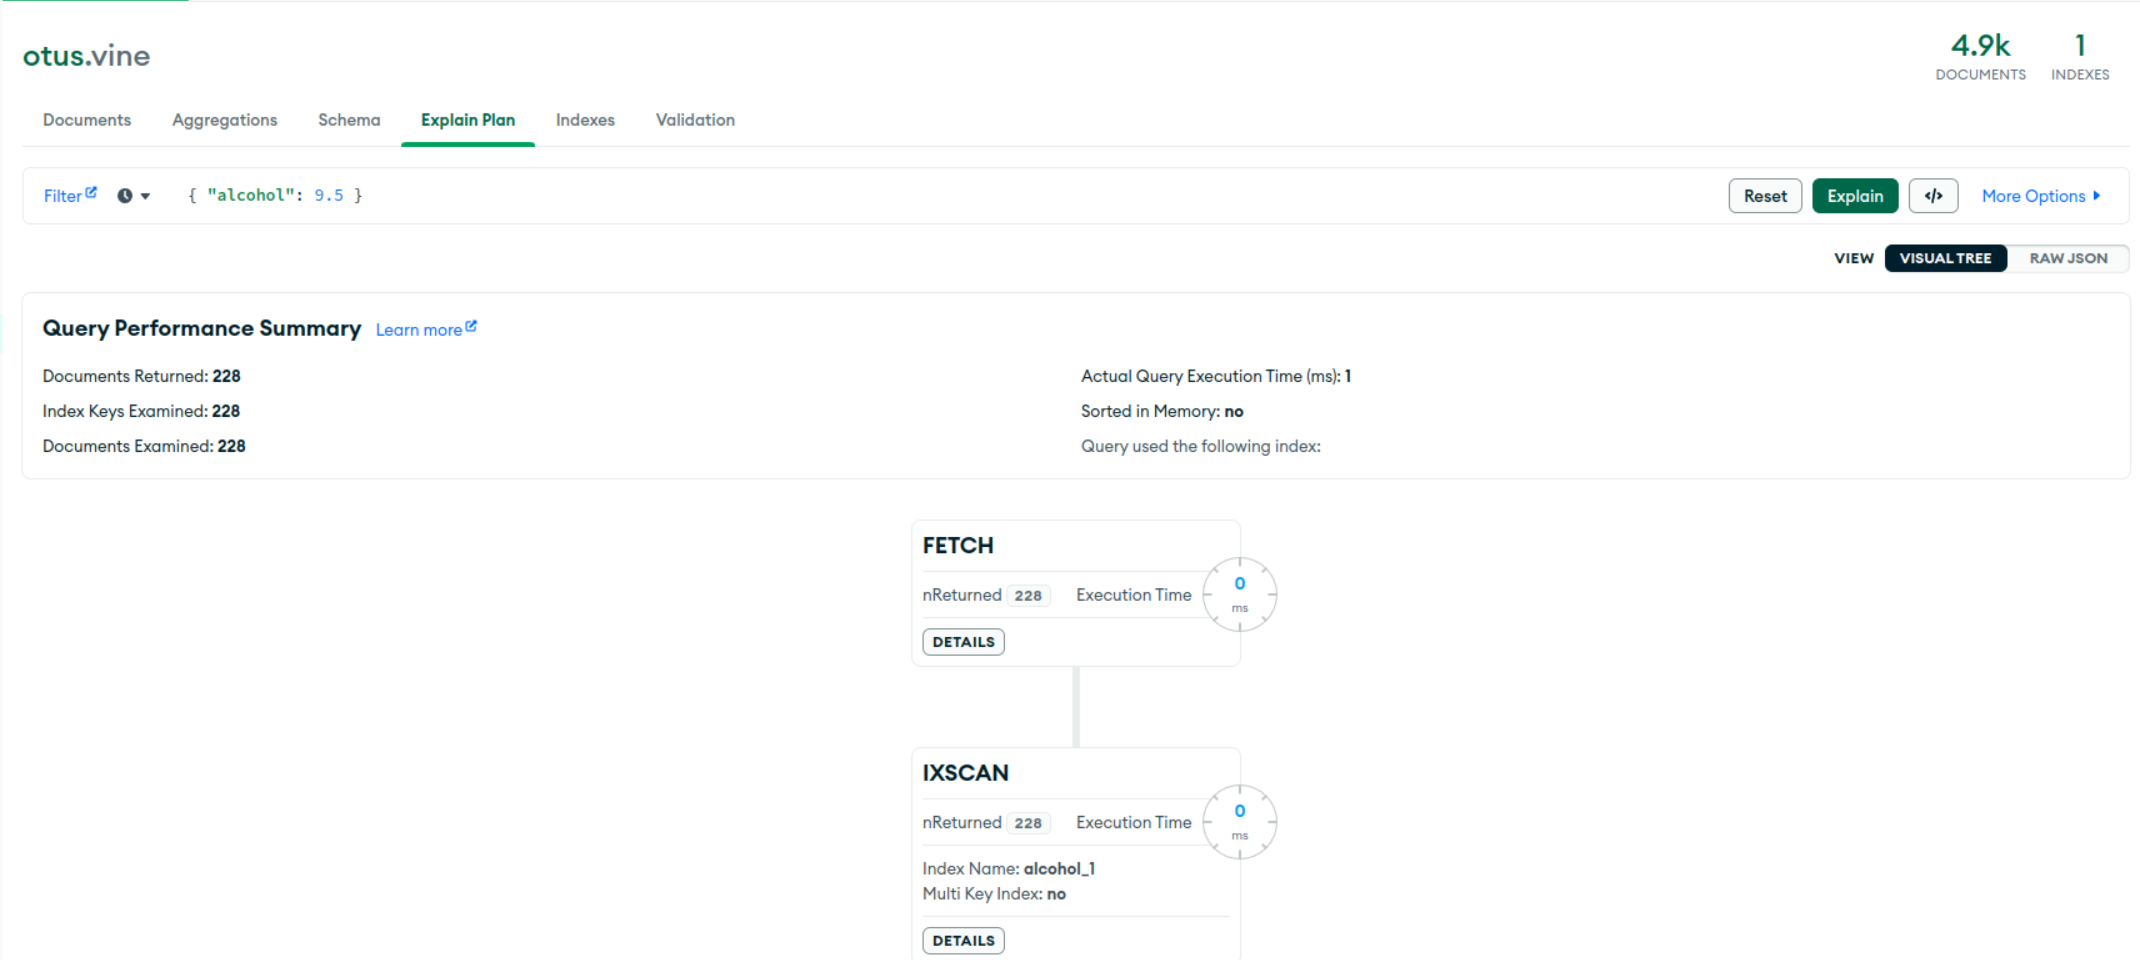 otus.vine
4.9k
DOCUMENTS
1
INDEXES
Documents Aggregations Schema Explain Plan Indexes Validation
Filter { "alcohol": 9.5 } Reset Explain </> More Options
VIEW VISUAL TREE RAW JSON
Query Performance Summary Learn more
Documents Returned: 228
Index Keys Examined: 228
Documents Examined: 228
Actual Query Execution Time (ms): 1
Sorted in Memory: no
Query used the following index:
FETCH
nReturned 228 Execution Time 0 ms
DETAILS
IXSCAN
nReturned 228 Execution Time 0 ms
Index Name: alcohol_1
Multi Key Index: no
DETAILS